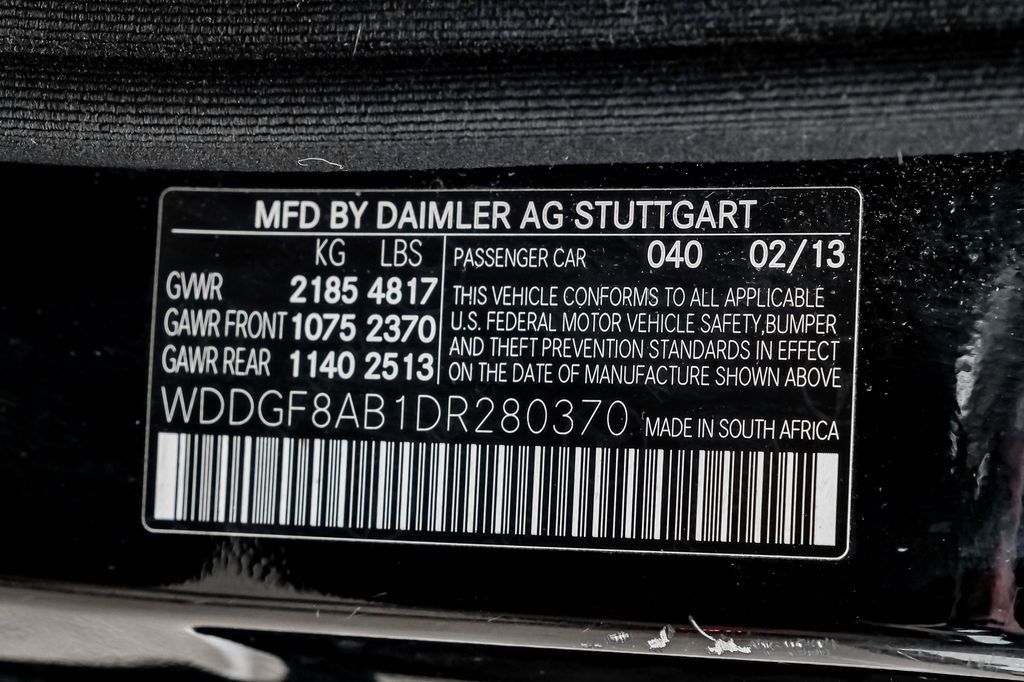 MFD BY DAIMLER AG STUTTGART
KG LBS
GVWR 2185 4817
GAWR FRONT 1075 2370
GAWR REAR 1140 2513
PASSENGER CAR 040 02/13
THIS VEHICLE CONFORMS TO ALL APPLICABLE
U.S. FEDERAL MOTOR VEHICLE SAFETY,BUMPER
AND THEFT PREVENTION STANDARDS IN EFFECT
ON THE DATE OF MANUFACTURE SHOWN ABOVE
WDDGF8AB1DR280370 MADE IN SOUTH AFRICA